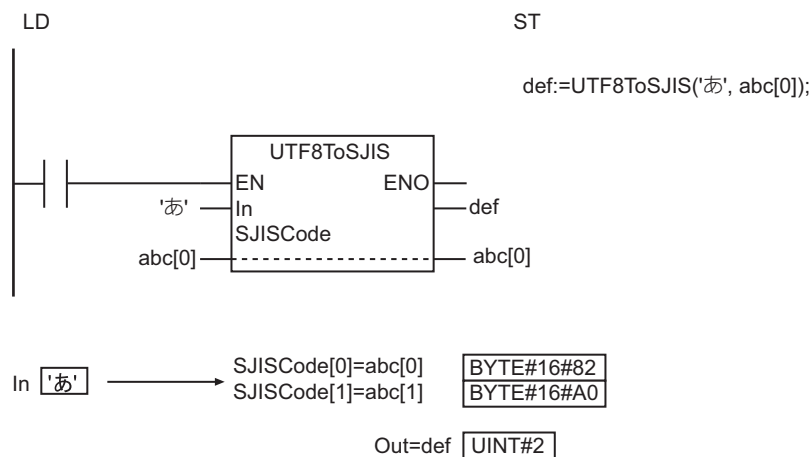 LD
ST
def:=UTF8ToSJIS('あ', abc[0]);
UTF8ToSJIS
EN ENO
'あ' In def
SJISCode
abc[0] abc[0]
In 'あ'
SJISCode[0]=abc[0] BYTE#16#82
SJISCode[1]=abc[1] BYTE#16#A0
Out=def UINT#2